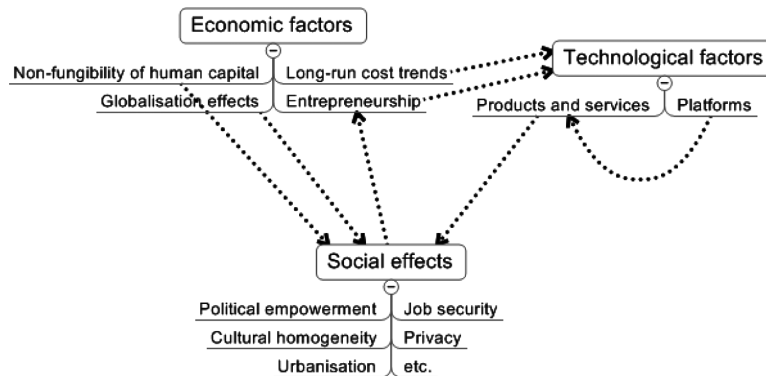 Economic factors
Non-fungibility of human capital
Long-run cost trends
Globalisation effects
Entrepreneurship
Technological factors
Products and services
Platforms
Social effects
Political empowerment
Job security
Cultural homogeneity
Privacy
Urbanisation
etc.